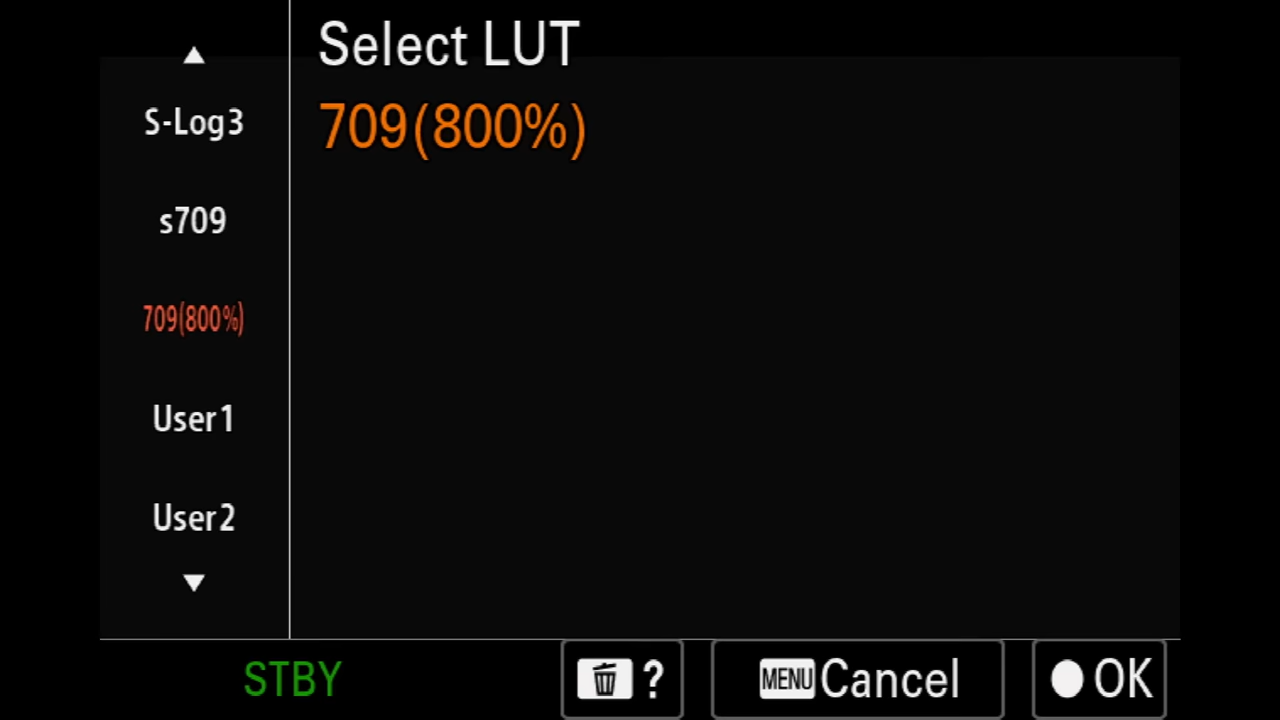 Select LUT
709(800%)
S-Log3
s709
709(800%)
User1
User2
STBY
?
MENU Cancel
OK